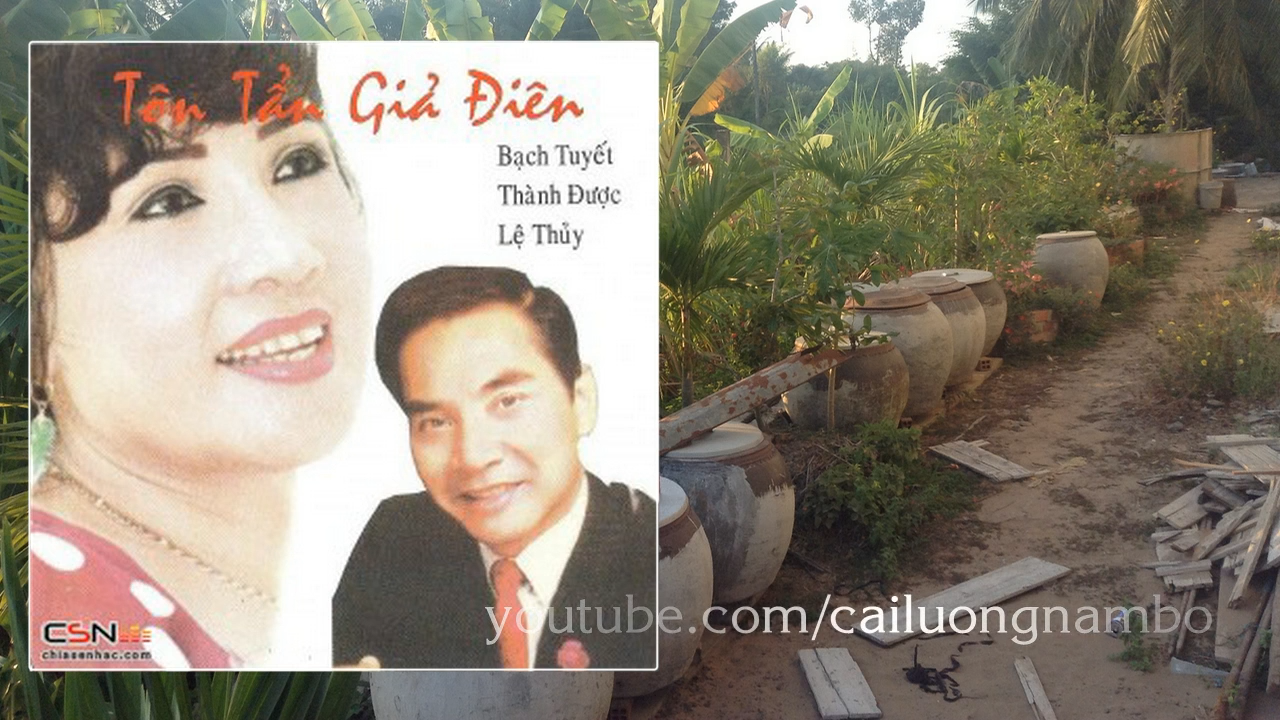 Tôn Tẩn Giả Điên
Bạch Tuyết
Thành Được
Lệ Thủy
youtube.com/cailuongnambo
CSN
chiasenhac.com